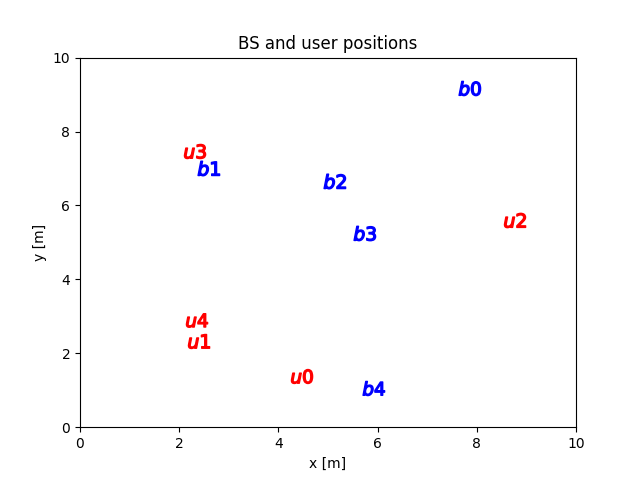 BS and user positions
10
8
6
4
2
0
y [m]
b0
u3
b1
b2
u2
b3
u4
u1
u0
b4
0 2 4 6 8 10
x [m]